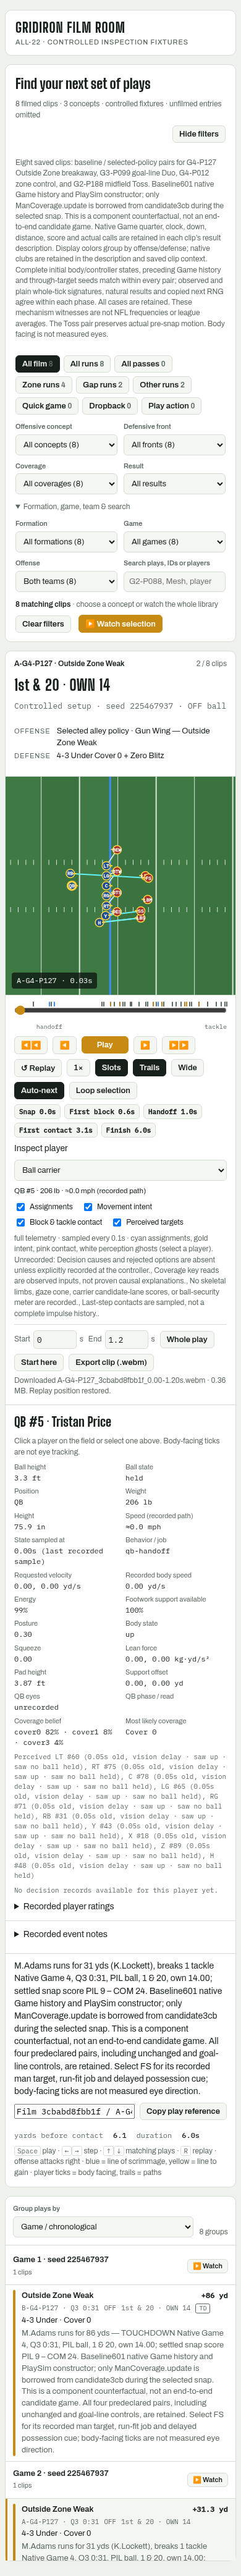 GRIDIRON FILM ROOM
ALL-22 · CONTROLLED INSPECTION FIXTURES
Find your next set of plays
8 filmed clips · 3 concepts · controlled fixtures · unfilmed entries
omitted
Hide filters
Eight saved clips: baseline / selected-policy pairs for G4-P127
Outside Zone breakaway, G3-P099 goal-line Duo, G4-P012
zone control, and G2-P188 midfield Toss. Baseline601 native
Game history and PlaySim constructor; only
ManCoverage.update is borrowed from candidate3cb during the
selected snap. This is a component counterfactual, not an end-to-
end candidate game. Native Game quarter, clock, down,
distance, score and actual calls are retained in each clip's result
description. Display colors group by offense/defense; native
clubs are in the description and saved clip context.
Complete initial body/controller states, preceding Game history
and through-target seeds match within every pair; observed and
plain whole-tick signatures, natural results and copied next RNG
agree within each phase. All cases are retained. These
mechanism witnesses are not NFL frequencies or league
averages. The Tare pair preserves actual pre-snap motion. Body
facing is not measured eyes.
All film 8
All runs 8
All passes 0
Zone runs 4
Gap runs 2
Other runs 2
Quick game 0
Dropback 0
Play action 0
Offensive concept
Defensive front
All concepts (8)
All fronts (8)
Coverage
Result
All coverages (8)
All results
▼ Formation, game, team & search
Formation
Game
All formations (8)
All games (8)
Offense
Search plays, IDs or players
Both teams (8)
G2-P088, Mesh, player
8 matching clips · choose a concept or watch the whole library
Clear filters
▶ Watch selection
A-G4-P127 · Outside Zone Weak
2 / 8 clips
1st & 20 · OWN 14
Controlled setup · seed 225467937 · OFF ball
OFFENSE Selected alley policy · Gun Wing — Outside
Zone Weak
DEFENSE 4-3 Under Cover 0 + Zero Blitz
A-G4-P127 · 0.03s
handoff
tackle
Play
↺ Replay
1×
Slots
Trails
Wide
Auto-next
Loop selection
Snap 0.0s
First block 0.6s
Handoff 1.0s
First contact 3.1s
Finish 6.0s
Inspect player
Ball carrier
QB #5 · 206 lb · ≈0.0 mph (recorded path)
Assignments
Movement intent
Block & tackle contact
Perceived targets
full telemetry · sampled every 0.1s · cyan assignments, gold
intent, pink contact, white perception ghosts (select a player).
Unrecorded: Decision causes and rejected options are absent
unless explicitly recorded at the controller.. Coverage key reads
are observed inputs, not proven causal explanations., No skeletal
limbs, gaze cone, carrier candidate-lane scores, or ball-security
meter are recorded., Last-step contacts are sampled, not a
complete impulse history..
Start 0 s End 1.2 s
Whole play
Start here
Export clip (.webm)
Downloaded A-G4-P127_3cbabd8fbb1f_0.00-1.20s.webm · 0.36
MB. Replay position restored.
QB #5 · Tristan Price
Click a player on the field or select one above. Body-facing ticks
are not eye tracking.
Ball height
Ball state
3.3 ft
held
Position
Weight
QB
206 lb
Height
Speed (recorded path)
75.9 in
≈0.0 mph
State sampled at
Behavior / job
0.00s (last recorded
sample)
qb-handoff
Requested velocity
Recorded body speed
0.00, 0.00 yd/s
0.00 yd/s
Energy
Footwork support available
99%
100%
Posture
Body state
0.30
up
Squeeze
Lean force
0.00
0.00, 0.00 kg·yd/s²
Pad height
Support offset
3.87 ft
0.00, 0.00 yd
QB eyes
QB phase / read
unrecorded
Coverage belief
Most likely coverage
cover0 82% · cover1 8%
· cover3 4%
Cover 0
Perceived LT #60 (0.05s old, vision delay · saw up ·
saw no ball held), RT #75 (0.05s old, vision delay ·
saw up · saw no ball held), C #78 (0.05s old, vision
delay · saw up · saw no ball held), LG #65 (0.05s
old, vision delay · saw up · saw no ball held), RG
#71 (0.05s old, vision delay · saw up · saw no ball
held), RB #31 (0.05s old, vision delay · saw up ·
saw no ball held), Y #43 (0.05s old, vision delay ·
saw up · saw no ball held), X #18 (0.05s old, vision
delay · saw up · saw no ball held), Z #89 (0.05s
old, vision delay · saw up · saw no ball held), H
#48 (0.05s old, vision delay · saw up · saw no ball
held)
No decision records available for this player yet.
▶ Recorded player ratings
▶ Recorded event notes
M.Adams runs for 31 yds (K.Lockett), breaks 1 tackle
Native Game 4, Q3 0:31, PIL ball, 1 & 20, own 14.00;
settled snap score PIL 9 – COM 24. Baseline601 native
Game history and PlaySim constructor; only
ManCoverage.update is borrowed from candidate3cb
during the selected snap. This is a component
counterfactual, not an end-to-end candidate game. All
four predeclared pairs, including unchanged and goal-line
controls, are retained. Select FS for its recorded man
target, run-fit job and delayed possession cue;
body-facing ticks are not measured eye direction.
Film 3cbabd8fbb1f / A-G4
Copy play reference
yards before contact 6.1 duration 6.0s
Space play · ← → step · ↑ ↓ matching plays · R replay ·
offense attacks right · blue = line of scrimmage, yellow = line to
gain · player ticks = body facing, trails = paths
Group plays by
Game / chronological
8 groups
Game 1 · seed 225467937
1 clips
▶ Watch
Outside Zone Weak
+86 yd
B-G4-P127 · Q3 0:31 OFF 1st & 20 · OWN 14 TD
4-3 Under · Cover 0
M.Adams runs for 86 yds — TOUCHDOWN Native Game
4, Q3 0:31, PIL ball, 1 & 20, own 14.00; settled snap score
PIL 9 – COM 24. Baseline601 native Game history and
PlaySim constructor; only ManCoverage.update is
borrowed from candidate3cb during the selected snap.
This is a component counterfactual, not an end-to-end
candidate game. All four predeclared pairs, including
unchanged and goal-line controls, are retained. Select FS
for its recorded man target, run-fit job and delayed
possession cue; body-facing ticks are not measured eye
direction.
Game 2 · seed 225467937
1 clips
▶ Watch
Outside Zone Weak
+31.3 yd
A-G4-P127 · Q3 0:31 OFF 1st & 20 · OWN 14
4-3 Under · Cover 0
M.Adams runs for 31 yds (K.Lockett), breaks 1 tackle
Native Game 4, Q3 0:31, PIL ball, 1 & 20, own 14.00;